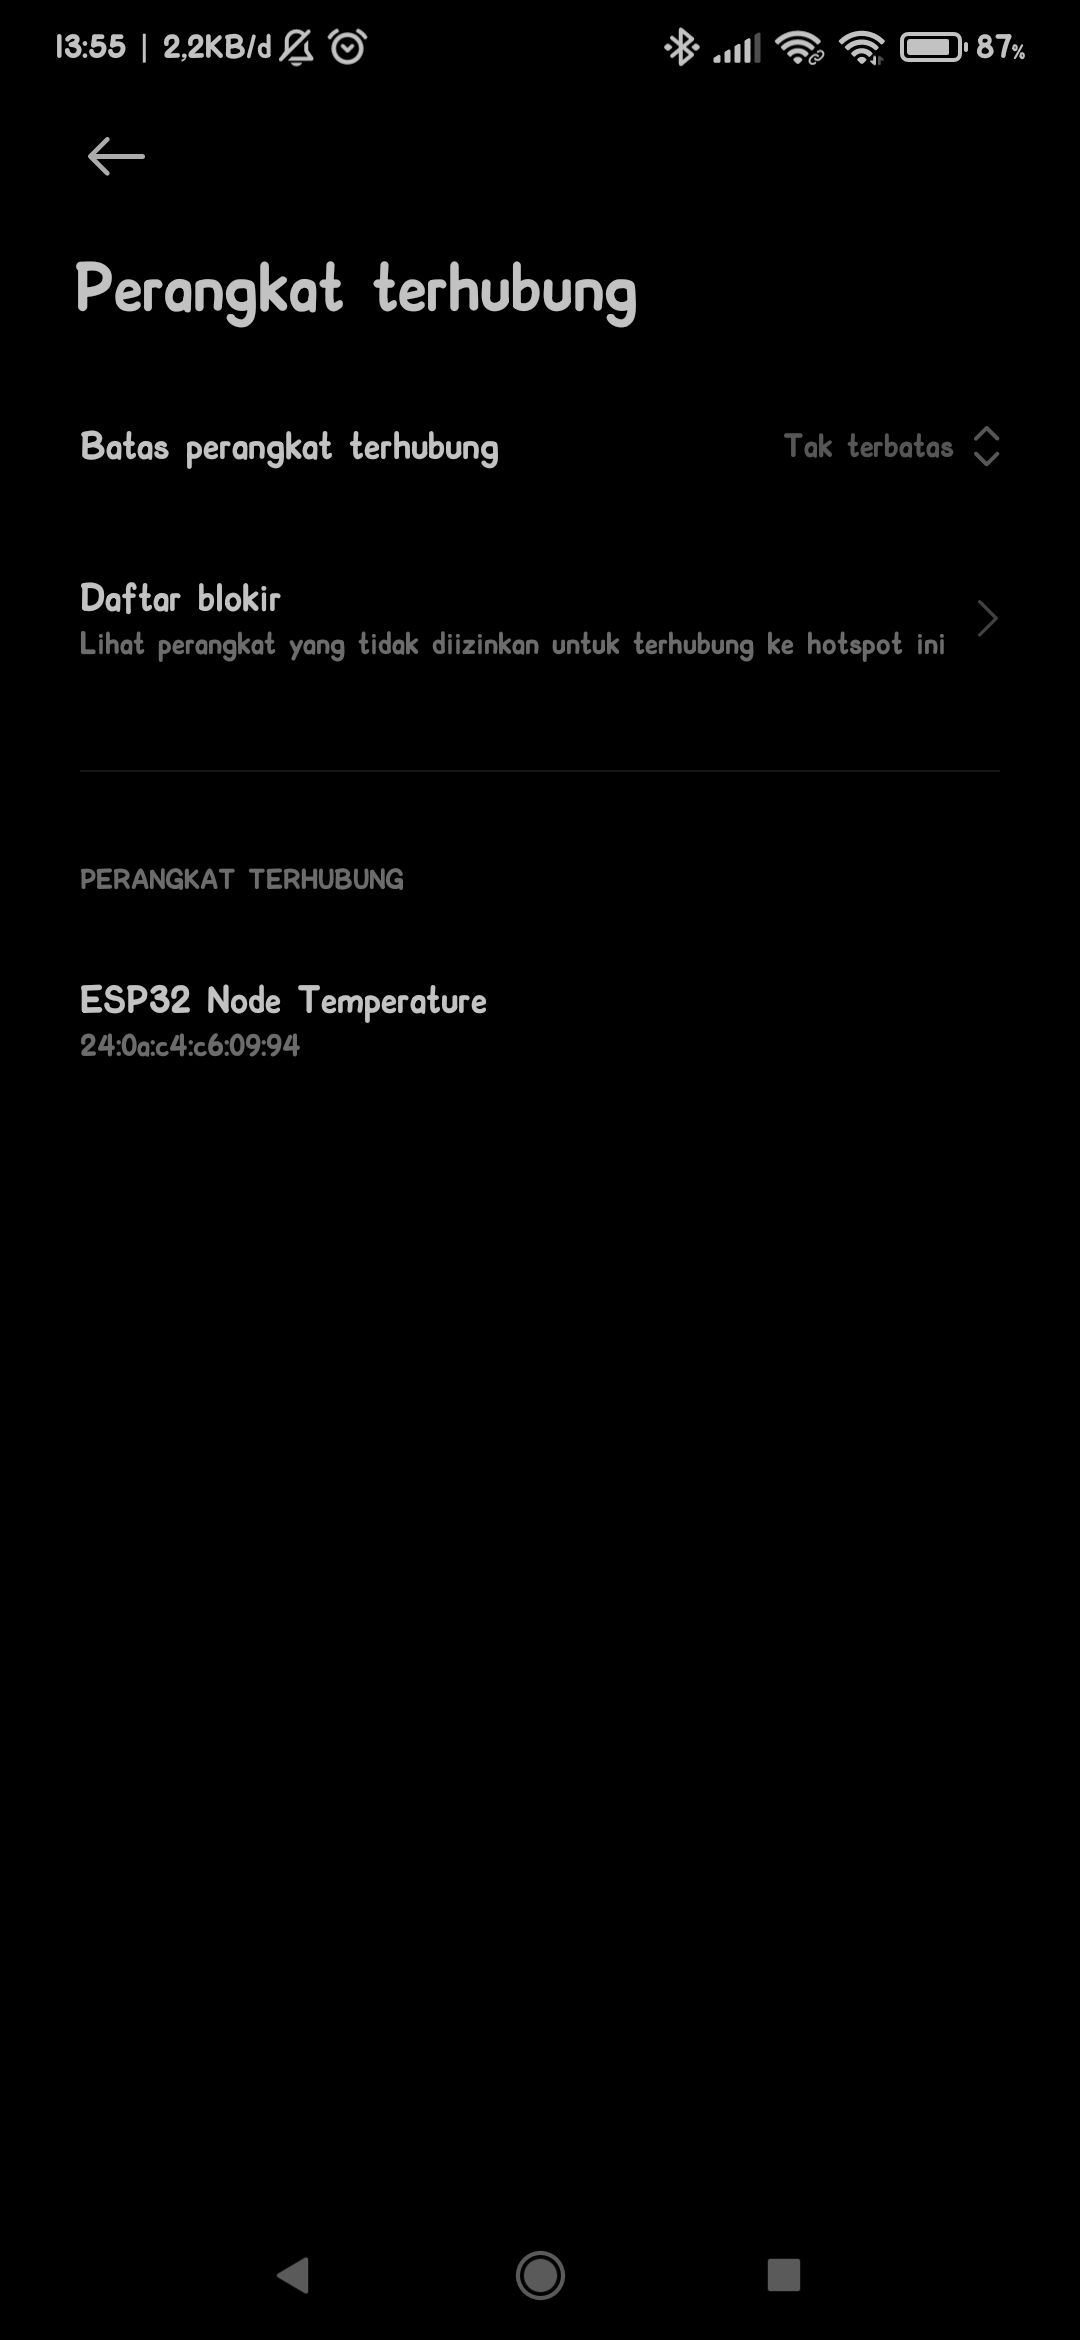 13:55 | 2,2KB/d
87%
Perangkat terhubung
Batas perangkat terhubung Tak terbatas
Daftar blokir
Lihat perangkat yang tidak diizinkan untuk terhubung ke hotspot ini
PERANGKAT TERHUBUNG
ESP32 Node Temperature
24:0a:c4:c6:09:94